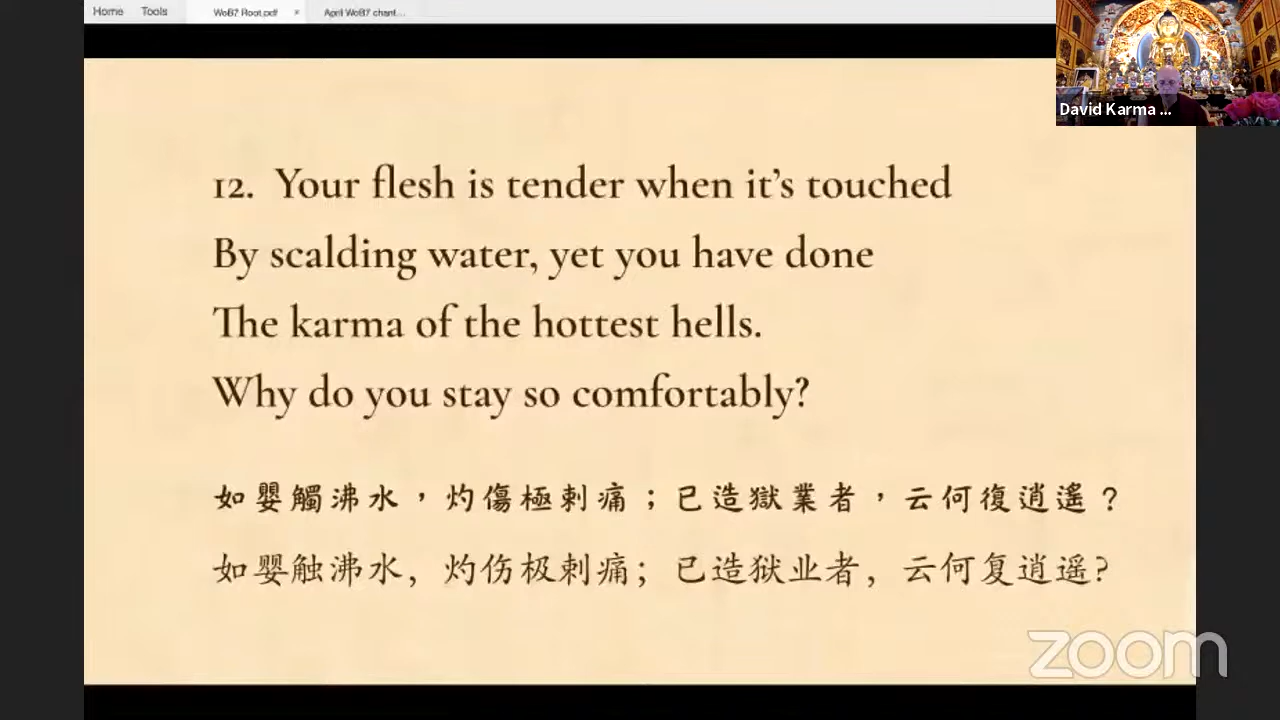 Home Tools WoB7 Root.pdf × April WoB7 chant...
David Karma ...
12. Your flesh is tender when it’s touched
By scalding water, yet you have done
The karma of the hottest hells.
Why do you stay so comfortably?
如嬰觸沸水，灼傷極刺痛；已造獄業者，云何復逍遙？
如婴触沸水，灼伤极刺痛；已造狱业者，云何复逍遥？
zoom